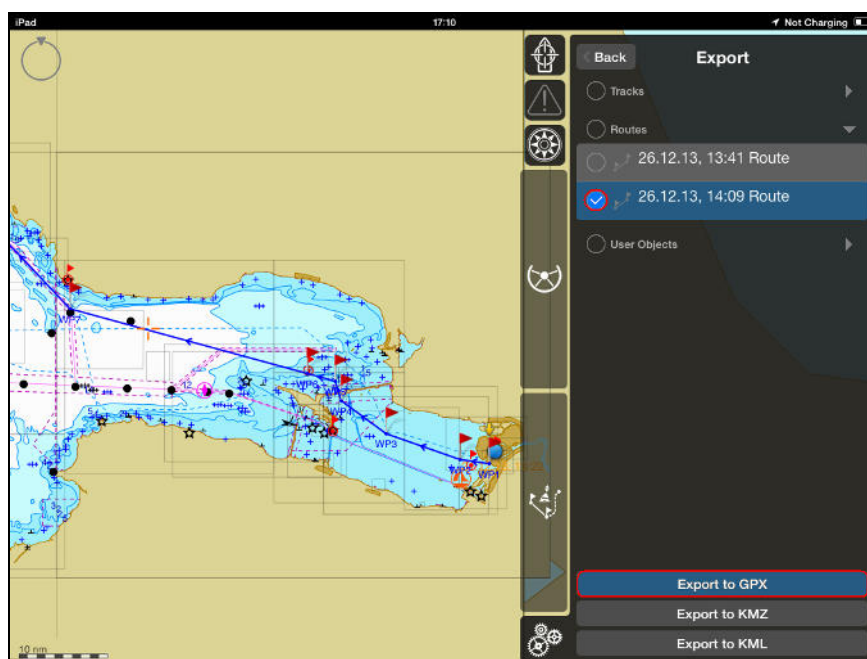 iPad
17:10
Not Charging
Back
Export
Tracks
Routes
26.12.13, 13:41 Route
26.12.13, 14:09 Route
User Objects
WP7
12
15
WP4
WP3
WP2
WP1
Export to GPX
Export to KMZ
Export to KML
10 nm